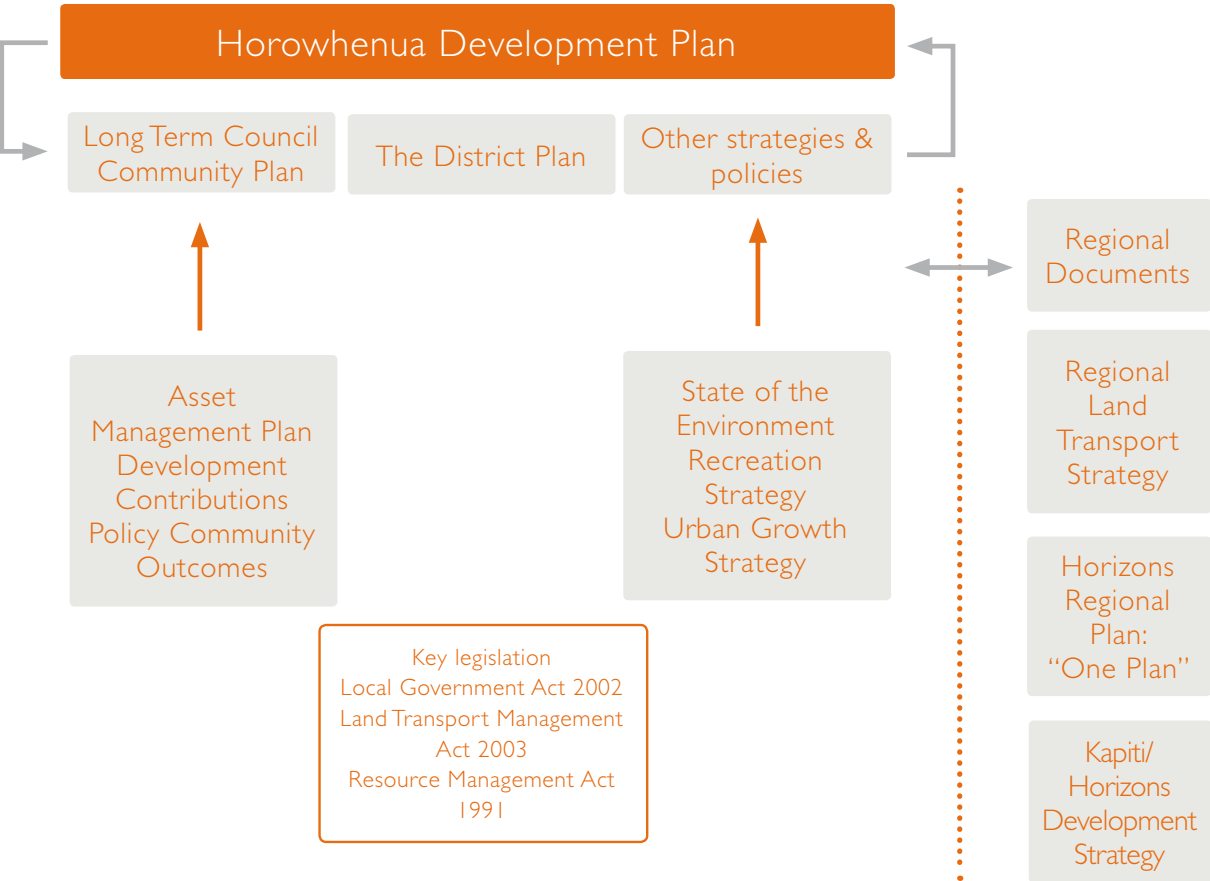 Horowhenua Development Plan
Long Term Council
Community Plan
The District Plan
Other strategies &
policies
Asset
Management Plan
Development
Contributions
Policy Community
Outcomes
State of the
Environment
Recreation
Strategy
Urban Growth
Strategy
Key legislation
Local Government Act 2002
Land Transport Management
Act 2003
Resource Management Act
1991
Regional
Documents
Regional
Land
Transport
Strategy
Horizons
Regional
Plan:
“One Plan”
Kapiti/
Horizons
Development
Strategy